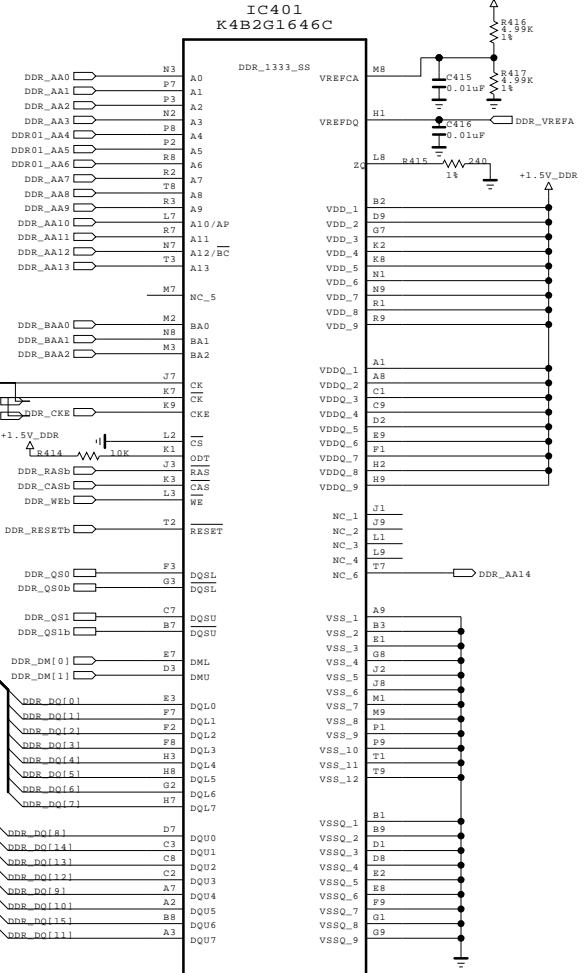 IC401
K4B2G1646C
DDR_1333_SS
R416
4.99K
1%
R417
4.99K
1%
C415
0.01uF
C416
0.01uF
DDR_VREFA
R415 240
1%
+1.5V_DDR
DDR_AA0 N3 A0
DDR_AA1 P7 A1
DDR_AA2 P3 A2
DDR_AA3 N2 A3
DDR01_AA4 P8 A4
DDR01_AA5 P2 A5
DDR01_AA6 R8 A6
DDR_AA7 R2 A7
DDR_AA8 T8 A8
DDR_AA9 R3 A9
DDR_AA10 L7 A10/AP
DDR_AA11 R7 A11
DDR_AA12 N7 A12/BC
DDR_AA13 T3 A13
M7 NC_5
DDR_BAA0 M2 BA0
DDR_BAA1 N8 BA1
DDR_BAA2 M3 BA2
J7 CK
K7 CK
DDR_CKE K9 CKE
+1.5V_DDR
L2 CS
R414 10K K1 ODT
DDR_RASb J3 RAS
DDR_CASb K3 CAS
DDR_WEb L3 WE
DDR_RESETb T2 RESET
DDR_QS0 F3 DQSL
DDR_QS0b G3 DQSL
DDR_QS1 C7 DQSU
DDR_QS1b B7 DQSU
DDR_DM[0] E7 DML
DDR_DM[1] D3 DMU
DDR_DQ[0] E3 DQL0
DDR_DQ[1] F7 DQL1
DDR_DQ[2] F2 DQL2
DDR_DQ[3] F8 DQL3
DDR_DQ[4] H3 DQL4
DDR_DQ[5] H8 DQL5
DDR_DQ[6] G2 DQL6
DDR_DQ[7] H7 DQL7
DDR_DQ[8] D7 DQU0
DDR_DQ[14] C3 DQU1
DDR_DQ[13] C8 DQU2
DDR_DQ[12] C2 DQU3
DDR_DQ[9] A7 DQU4
DDR_DQ[10] A2 DQU5
DDR_DQ[15] B8 DQU6
DDR_DQ[11] A3 DQU7
VREFCA M8
VREFDQ H1
ZQ L8
VDD_1 B2
VDD_2 D9
VDD_3 G7
VDD_4 K2
VDD_5 K8
VDD_6 N1
VDD_7 N9
VDD_8 R1
VDD_9 R9
VDDQ_1 A1
VDDQ_2 A8
VDDQ_3 C1
VDDQ_4 C9
VDDQ_5 D2
VDDQ_6 E9
VDDQ_7 F1
VDDQ_8 H2
VDDQ_9 H9
NC_1 J1
NC_2 J9
NC_3 L1
NC_4 L9
NC_6 T7 DDR_AA14
VSS_1 A9
VSS_2 B3
VSS_3 E1
VSS_4 G8
VSS_5 J2
VSS_6 J8
VSS_7 M1
VSS_8 M9
VSS_9 P1
VSS_10 P9
VSS_11 T1
VSS_12 T9
VSSQ_1 B1
VSSQ_2 B9
VSSQ_3 D1
VSSQ_4 D8
VSSQ_5 E2
VSSQ_6 E8
VSSQ_7 F9
VSSQ_8 G1
VSSQ_9 G9